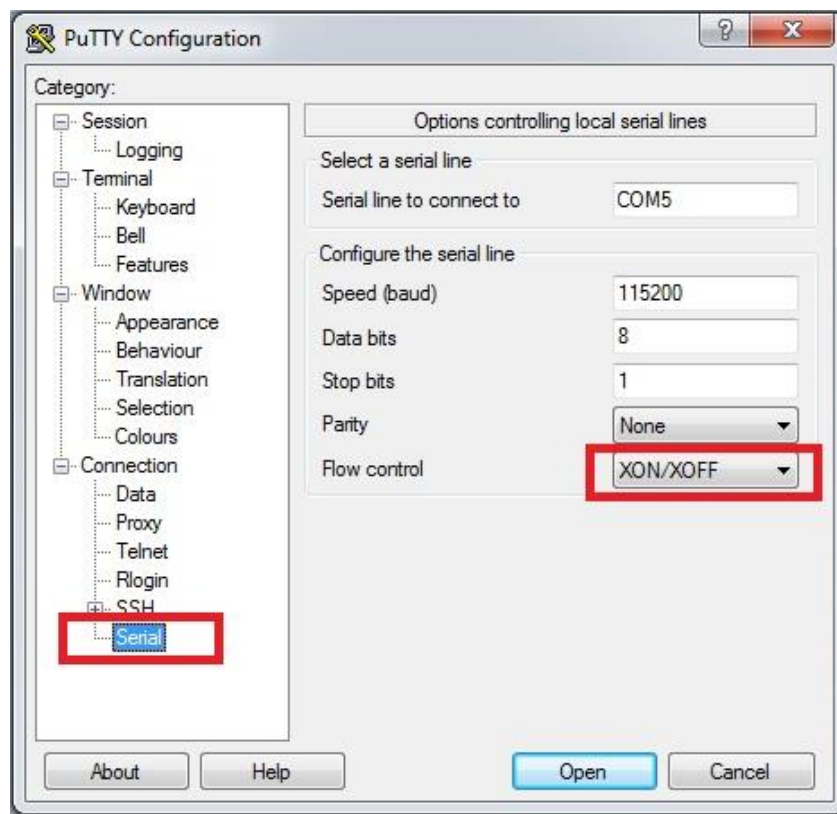 PuTTY Configuration
?
X
Category:
Session
Logging
Terminal
Keyboard
Bell
Features
Window
Appearance
Behaviour
Translation
Selection
Colours
Connection
Data
Proxy
Telnet
Rlogin
SSH
Serial
Options controlling local serial lines
Select a serial line
Serial line to connect to COM5
Configure the serial line
Speed (baud) 115200
Data bits 8
Stop bits 1
Parity None
Flow control XON/XOFF
About Help Open Cancel